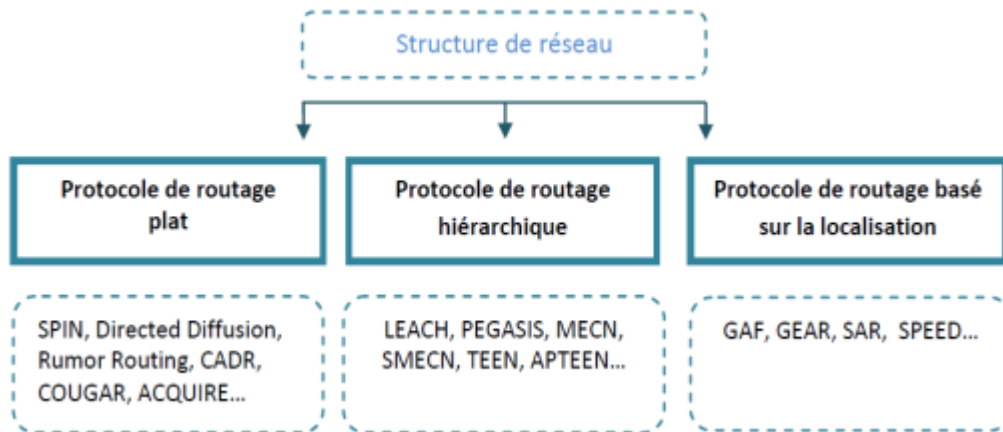 Structure de réseau
Protocole de routage
plat
Protocole de routage
hiérarchique
Protocole de routage basé
sur la localisation
SPIN, Directed Diffusion,
Rumor Routing, CADR,
COUGAR, ACQUIRE...
LEACH, PEGASIS, MECN,
SMECN, TEEN, APTEEN...
GAF, GEAR, SAR, SPEED...